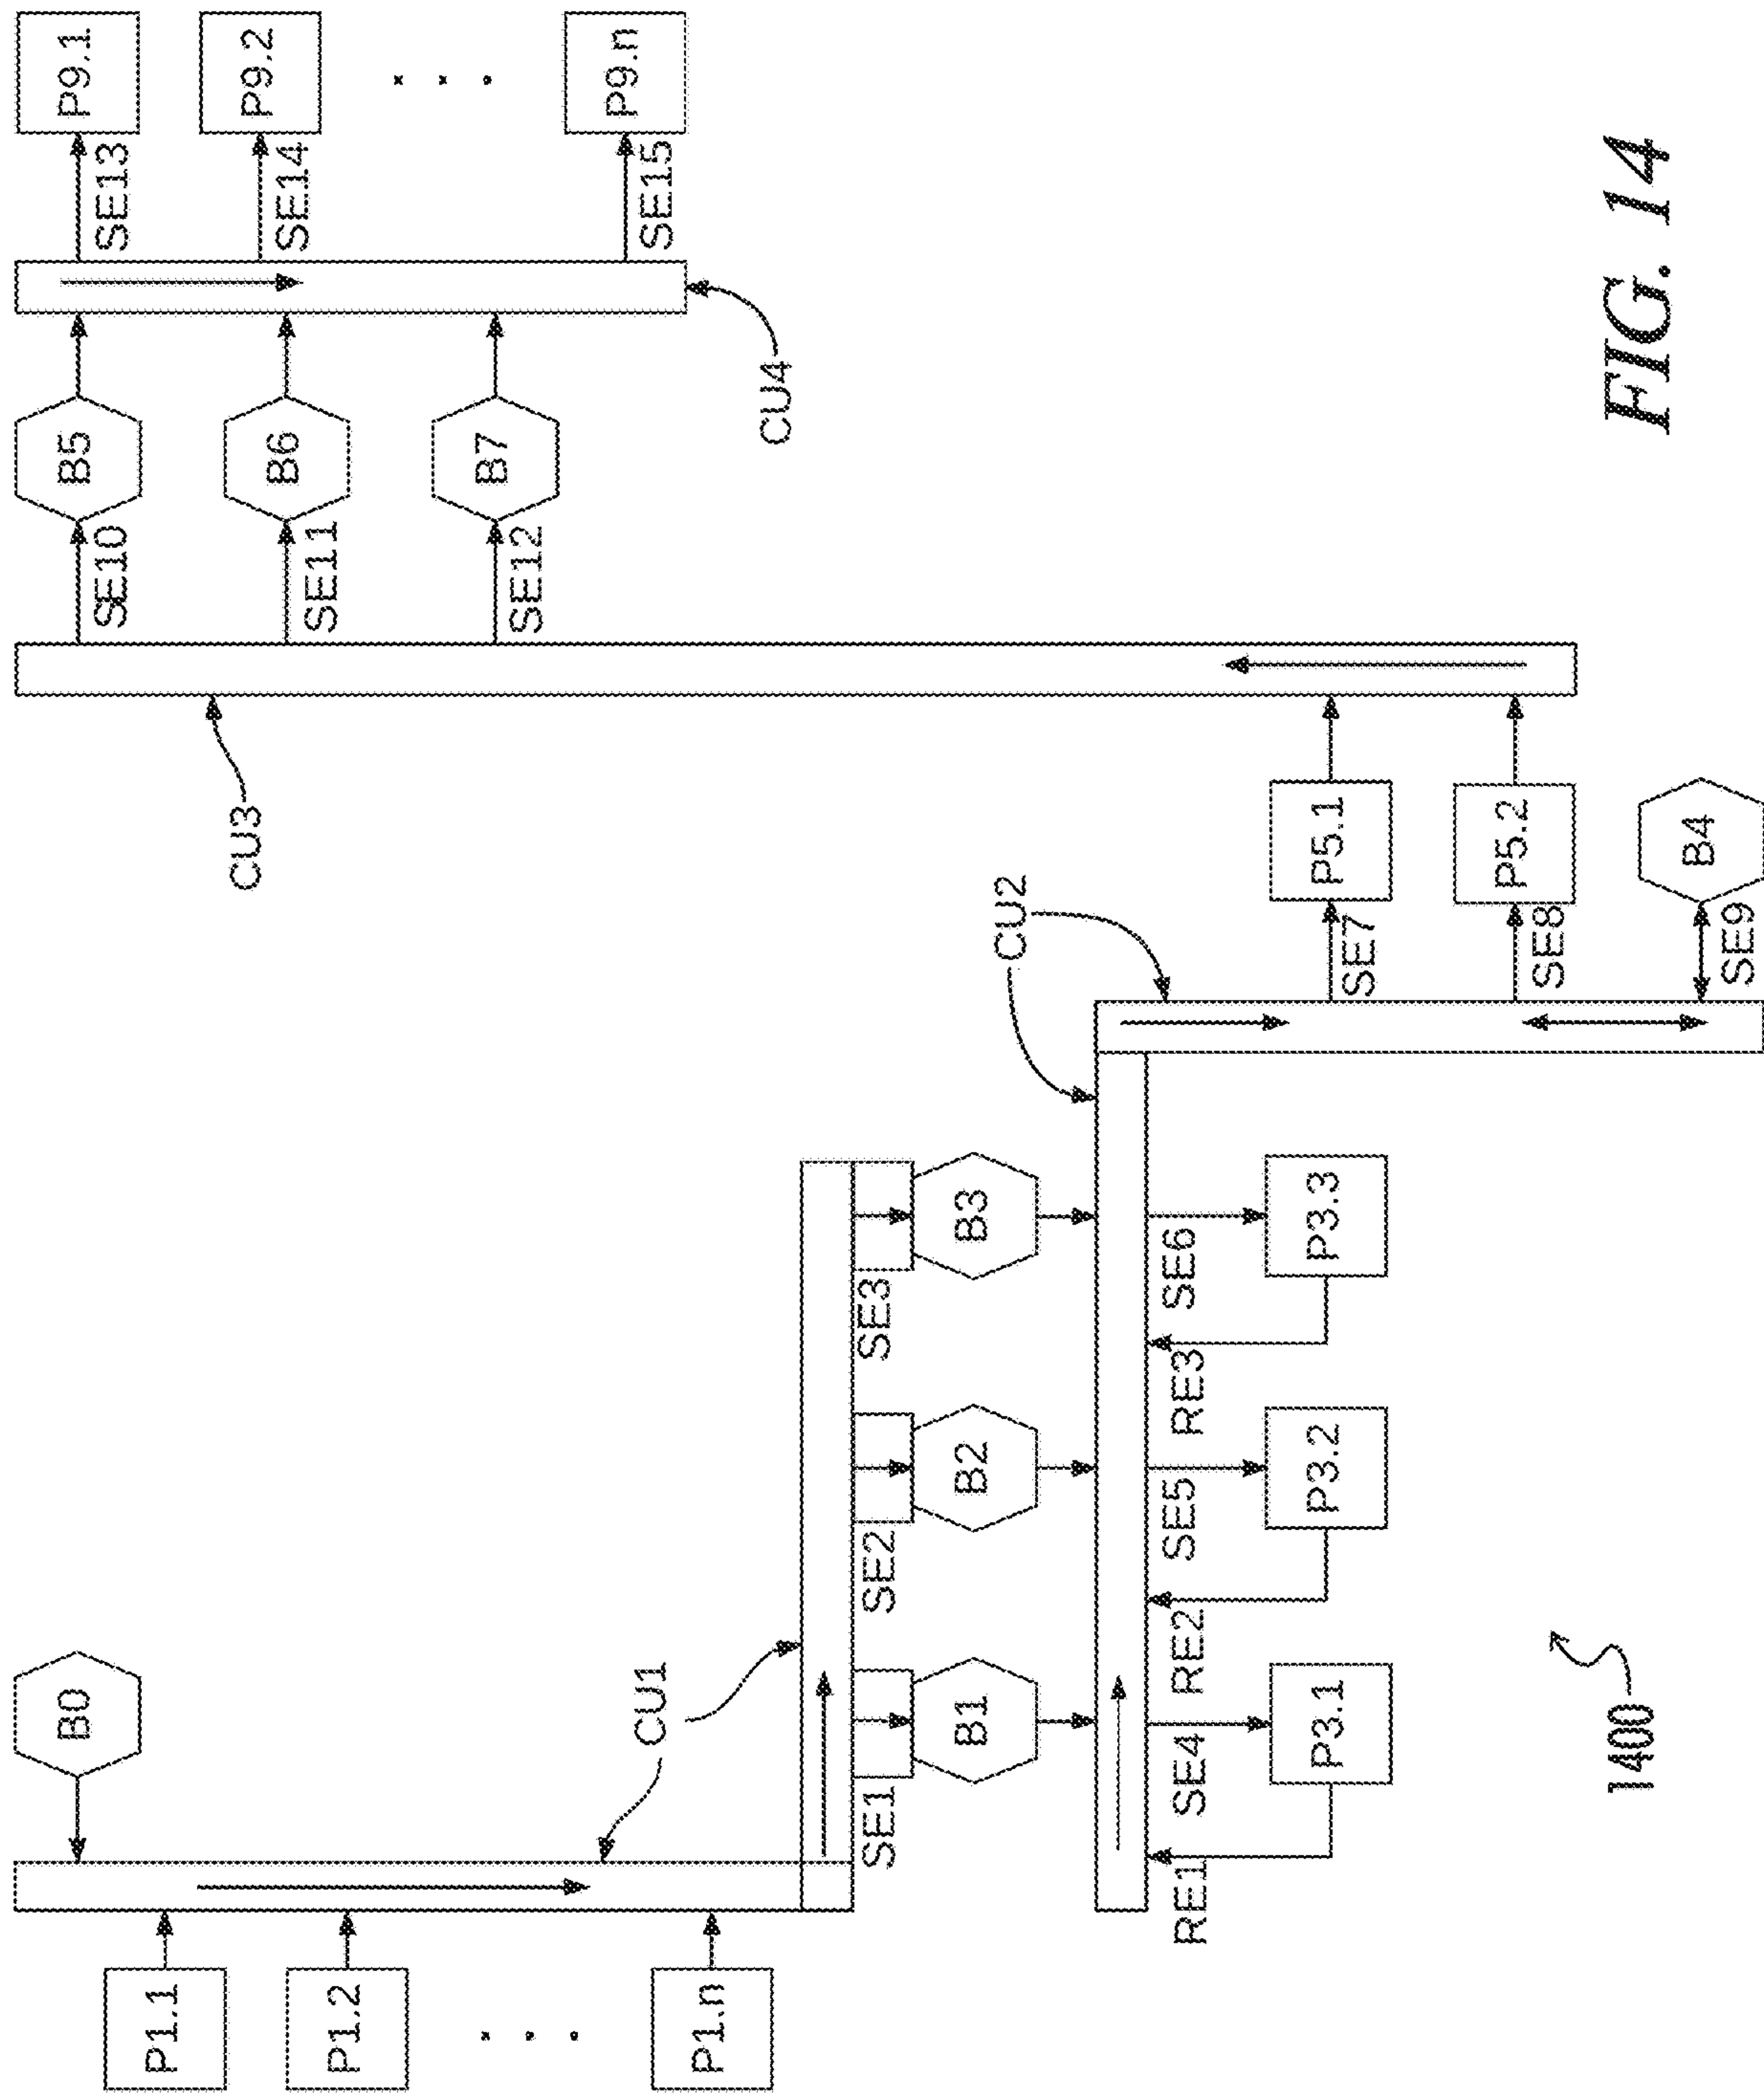 P1.1
P1.2
. . .
P1.n
B0
CU1
SE1
SE2
SE3
B1
B2
B3
RE1
SE4
RE2
SE5
RE3
SE6
P3.1
P3.2
P3.3
CU2
SE7
SE8
SE9
P5.1
P5.2
B4
CU3
SE10
SE11
SE12
B5
B6
B7
CU4
SE13
SE14
SE15
P9.1
P9.2
. . .
P9.n
1400
FIG. 14